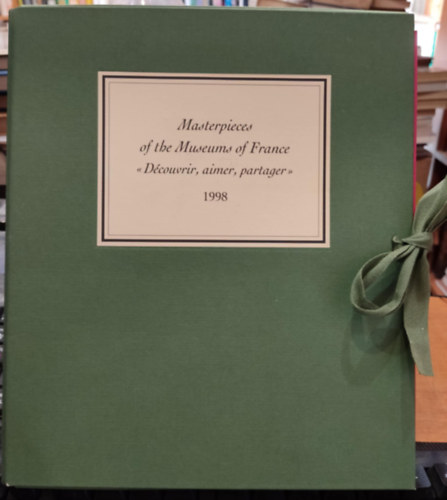 Masterpieces
of the Museums of France
« Découvrir, aimer, partager »
1998